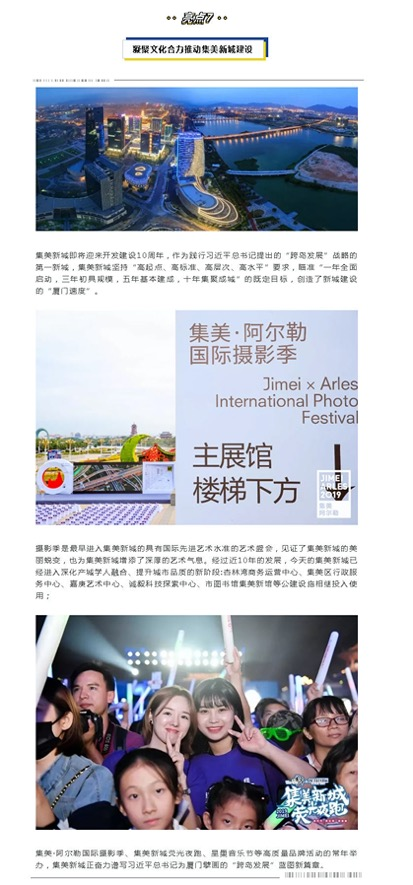 亮点7
凝聚文化合力推动集美新城建设
集美新城即将迎来开发建设10周年，作为践行习近平总书记提出的“跨岛发展”战略的
第一新城，集美新城坚持“高起点、高标准、高层次、高水平”要求，瞄准“一年全面
启动，三年初具规模，五年基本建成，十年集聚成城”的既定目标，创造了新城建设
的“厦门速度”。
集美·阿尔勒
国际摄影季
Jimei × Arles
International Photo
Festival
主展馆
楼梯下方
JIMEI
ARLES
2019
集美
阿尔勒
摄影季是最早进入集美新城的具有国际先进艺术水准的艺术盛会，见证了集美新城的美
丽蜕变，也为集美新城增添了深厚的艺术气息。经过近10年的发展，今天的集美新城已
经进入深化产城学人融合、提升城市品质的新阶段:杏林湾商务运营中心、集美区行政服
务中心、嘉庚艺术中心、诚毅科技探索中心、市图书馆集美新馆等公建设施相继投入使
用；
集美新城
荧光夜跑
集美·阿尔勒国际摄影季、集美新城荧光夜跑、星巢音乐节等高质量品牌活动的常年举
办，集美新城正奋力谱写习近平总书记为厦门擘画的“跨岛发展”蓝图新篇章。